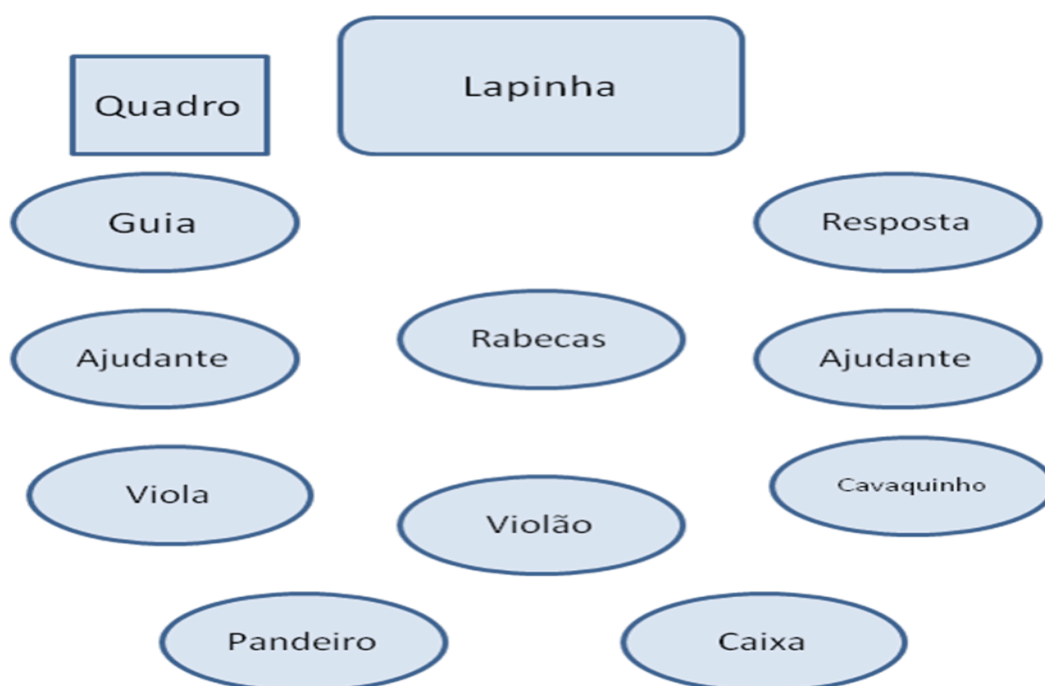 Lapinha
Quadro
Guia
Resposta
Rabecas
Ajudante
Ajudante
Viola
Cavaquinho
Violão
Pandeiro
Caixa